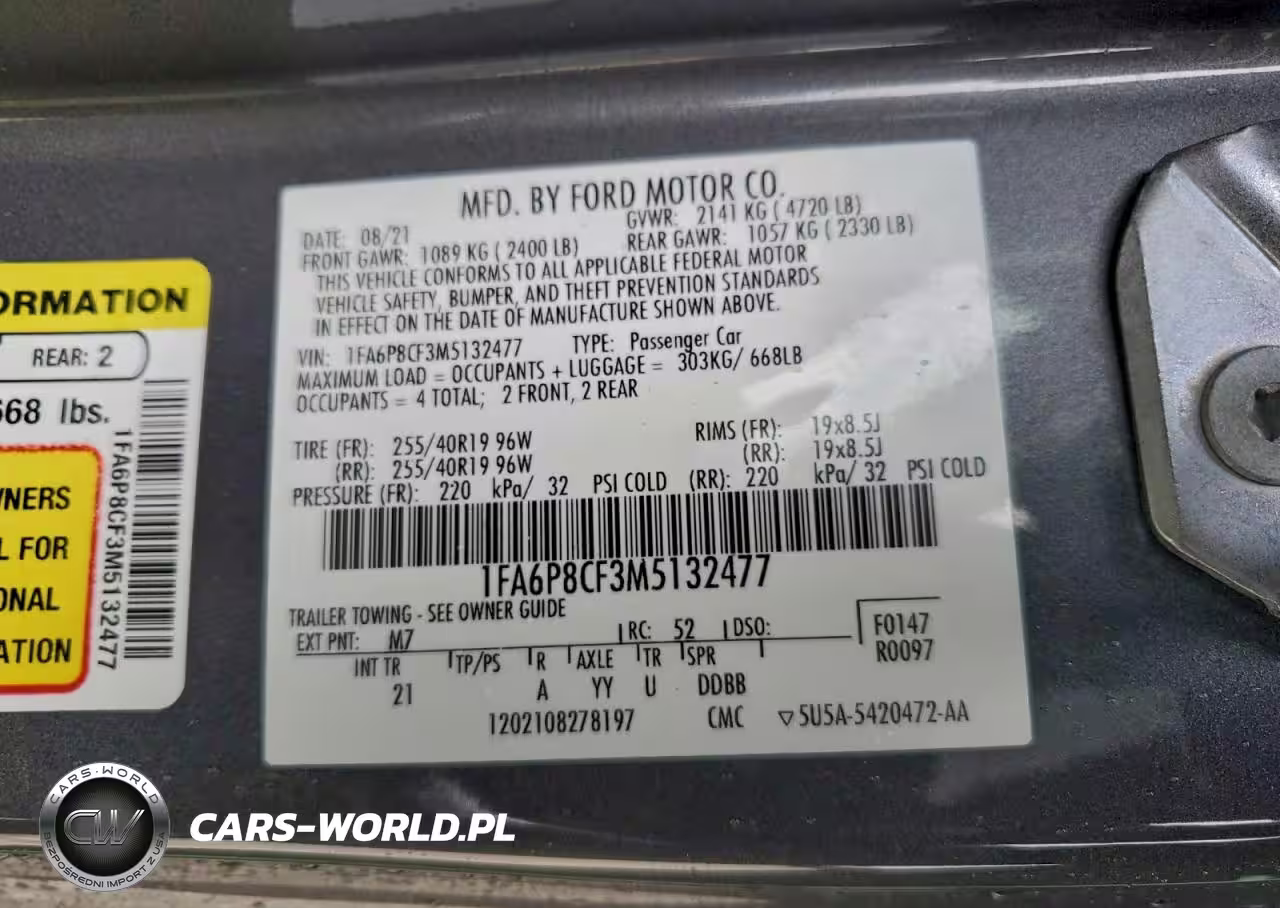 MFD. BY FORD MOTOR CO.
DATE: 08/21 GVWR: 2141 KG ( 4720 LB)
FRONT GAWR: 1089 KG ( 2400 LB) REAR GAWR: 1057 KG ( 2330 LB)
THIS VEHICLE CONFORMS TO ALL APPLICABLE FEDERAL MOTOR
VEHICLE SAFETY, BUMPER, AND THEFT PREVENTION STANDARDS
IN EFFECT ON THE DATE OF MANUFACTURE SHOWN ABOVE.
VIN: 1FA6P8CF3M5132477 TYPE: Passenger Car
MAXIMUM LOAD = OCCUPANTS + LUGGAGE = 303KG/ 668LB
OCCUPANTS = 4 TOTAL; 2 FRONT, 2 REAR
TIRE (FR): 255/40R19 96W RIMS (FR): 19x8.5J
(RR): 255/40R19 96W (RR): 19x8.5J
PRESSURE (FR): 220 kPa/ 32 PSI COLD (RR): 220 kPa/ 32 PSI COLD
1FA6P8CF3M5132477
TRAILER TOWING - SEE OWNER GUIDE
EXT PNT: M7 RC: 52 DSO: F0147
R0097
INT TR TP/PS R AXLE TR SPR
21 A YY U DDBB
1202108278197 CMC ▽5U5A-5420472-AA
ORMATION
REAR: 2
668 lbs.
WNERS
L FOR
ONAL
ATION
1FA6P8CF3M5132477
CARS-WORLD
CW
BEZPOŚREDNI IMPORT Z USA
CARS-WORLD.PL